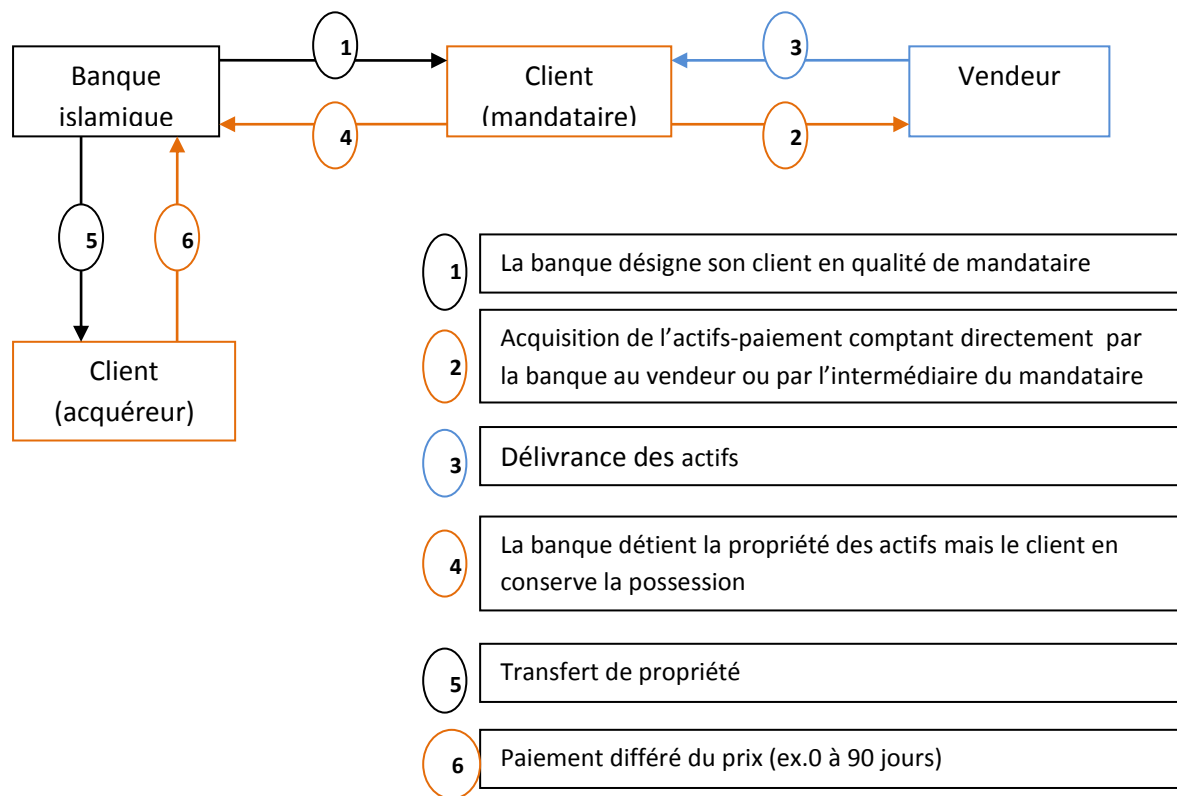 1
3
Banque
islamique
Client
(mandataire)
Vendeur
4
2
5
6
Client
(acquéreur)
1
La banque désigne son client en qualité de mandataire
2
Acquisition de l’actifs-paiement comptant directement par
la banque au vendeur ou par l’intermédiaire du mandataire
3
Délivrance des actifs
4
La banque détient la propriété des actifs mais le client en
conserve la possession
5
Transfert de propriété
6
Paiement différé du prix (ex.0 à 90 jours)